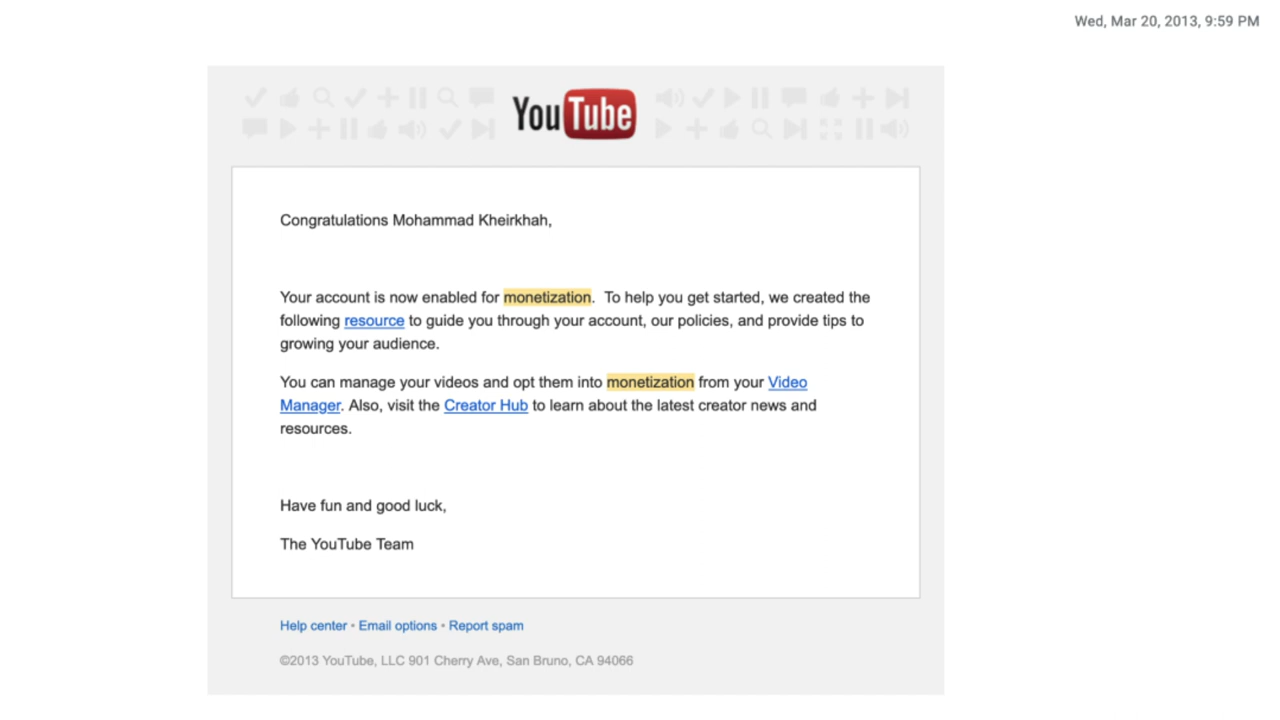 Wed, Mar 20, 2013, 9:59 PM
YouTube
Congratulations Mohammad Kheirkhah,
Your account is now enabled for monetization.  To help you get started, we created the
following resource to guide you through your account, our policies, and provide tips to
growing your audience.
You can manage your videos and opt them into monetization from your Video
Manager. Also, visit the Creator Hub to learn about the latest creator news and
resources.
Have fun and good luck,
The YouTube Team
Help center • Email options • Report spam
©2013 YouTube, LLC 901 Cherry Ave, San Bruno, CA 94066